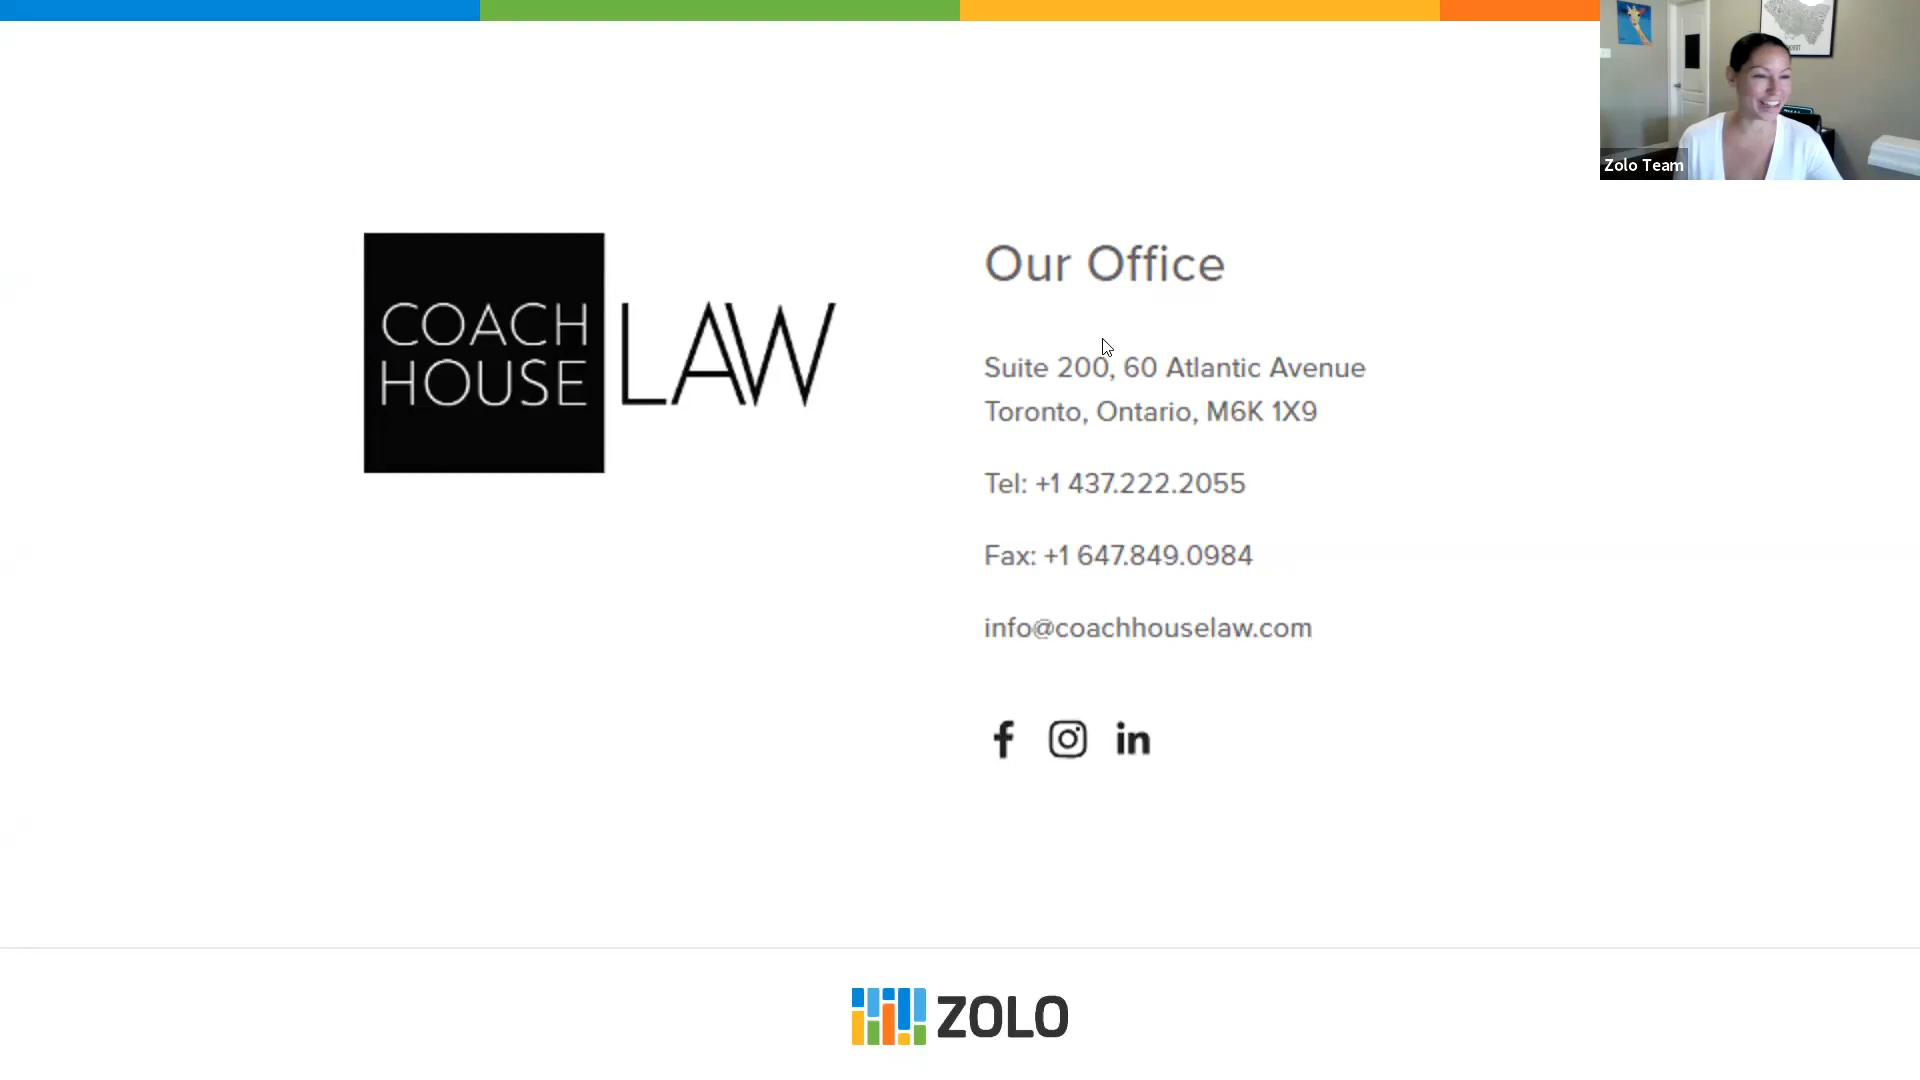 Zolo Team
COACH
HOUSE
LAW
Our Office
Suite 200, 60 Atlantic Avenue
Toronto, Ontario, M6K 1X9
Tel: +1 437.222.2055
Fax: +1 647.849.0984
info@coachhouselaw.com
ZOLO